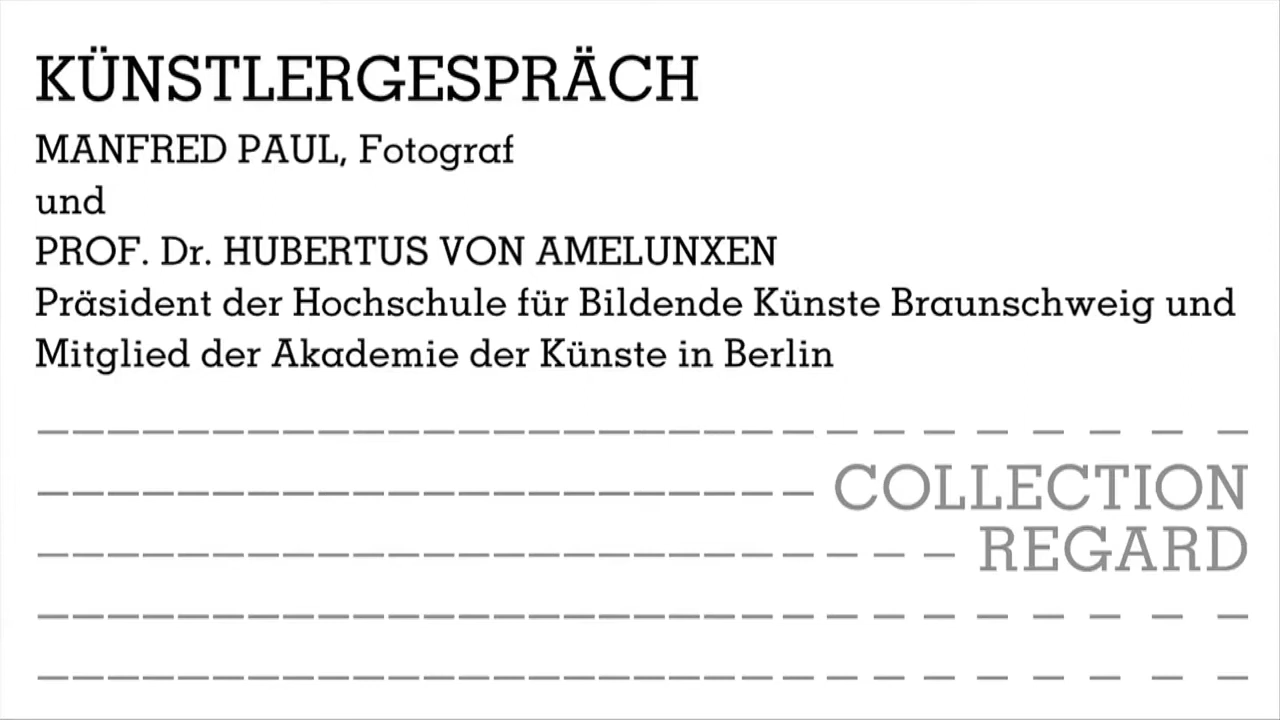 KÜNSTLERGESPRÄCH
MANFRED PAUL, Fotograf
und
PROF. Dr. HUBERTUS VON AMELUNXEN
Präsident der Hochschule für Bildende Künste Braunschweig und
Mitglied der Akademie der Künste in Berlin
COLLECTION
REGARD